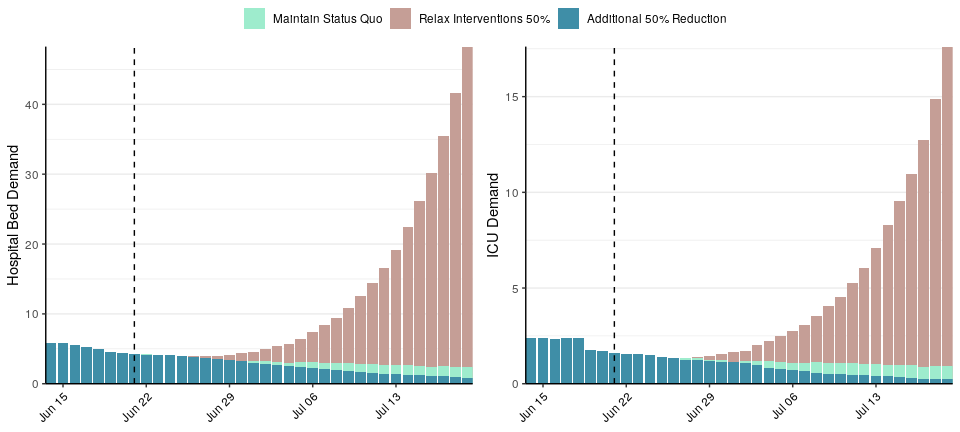 Maintain Status Quo Relax Interventions 50% Additional 50% Reduction
Hospital Bed Demand
40
30
20
10
0
Jun 15 Jun 22 Jun 29 Jul 06 Jul 13
ICU Demand
15
10
5
0
Jun 15 Jun 22 Jun 29 Jul 06 Jul 13